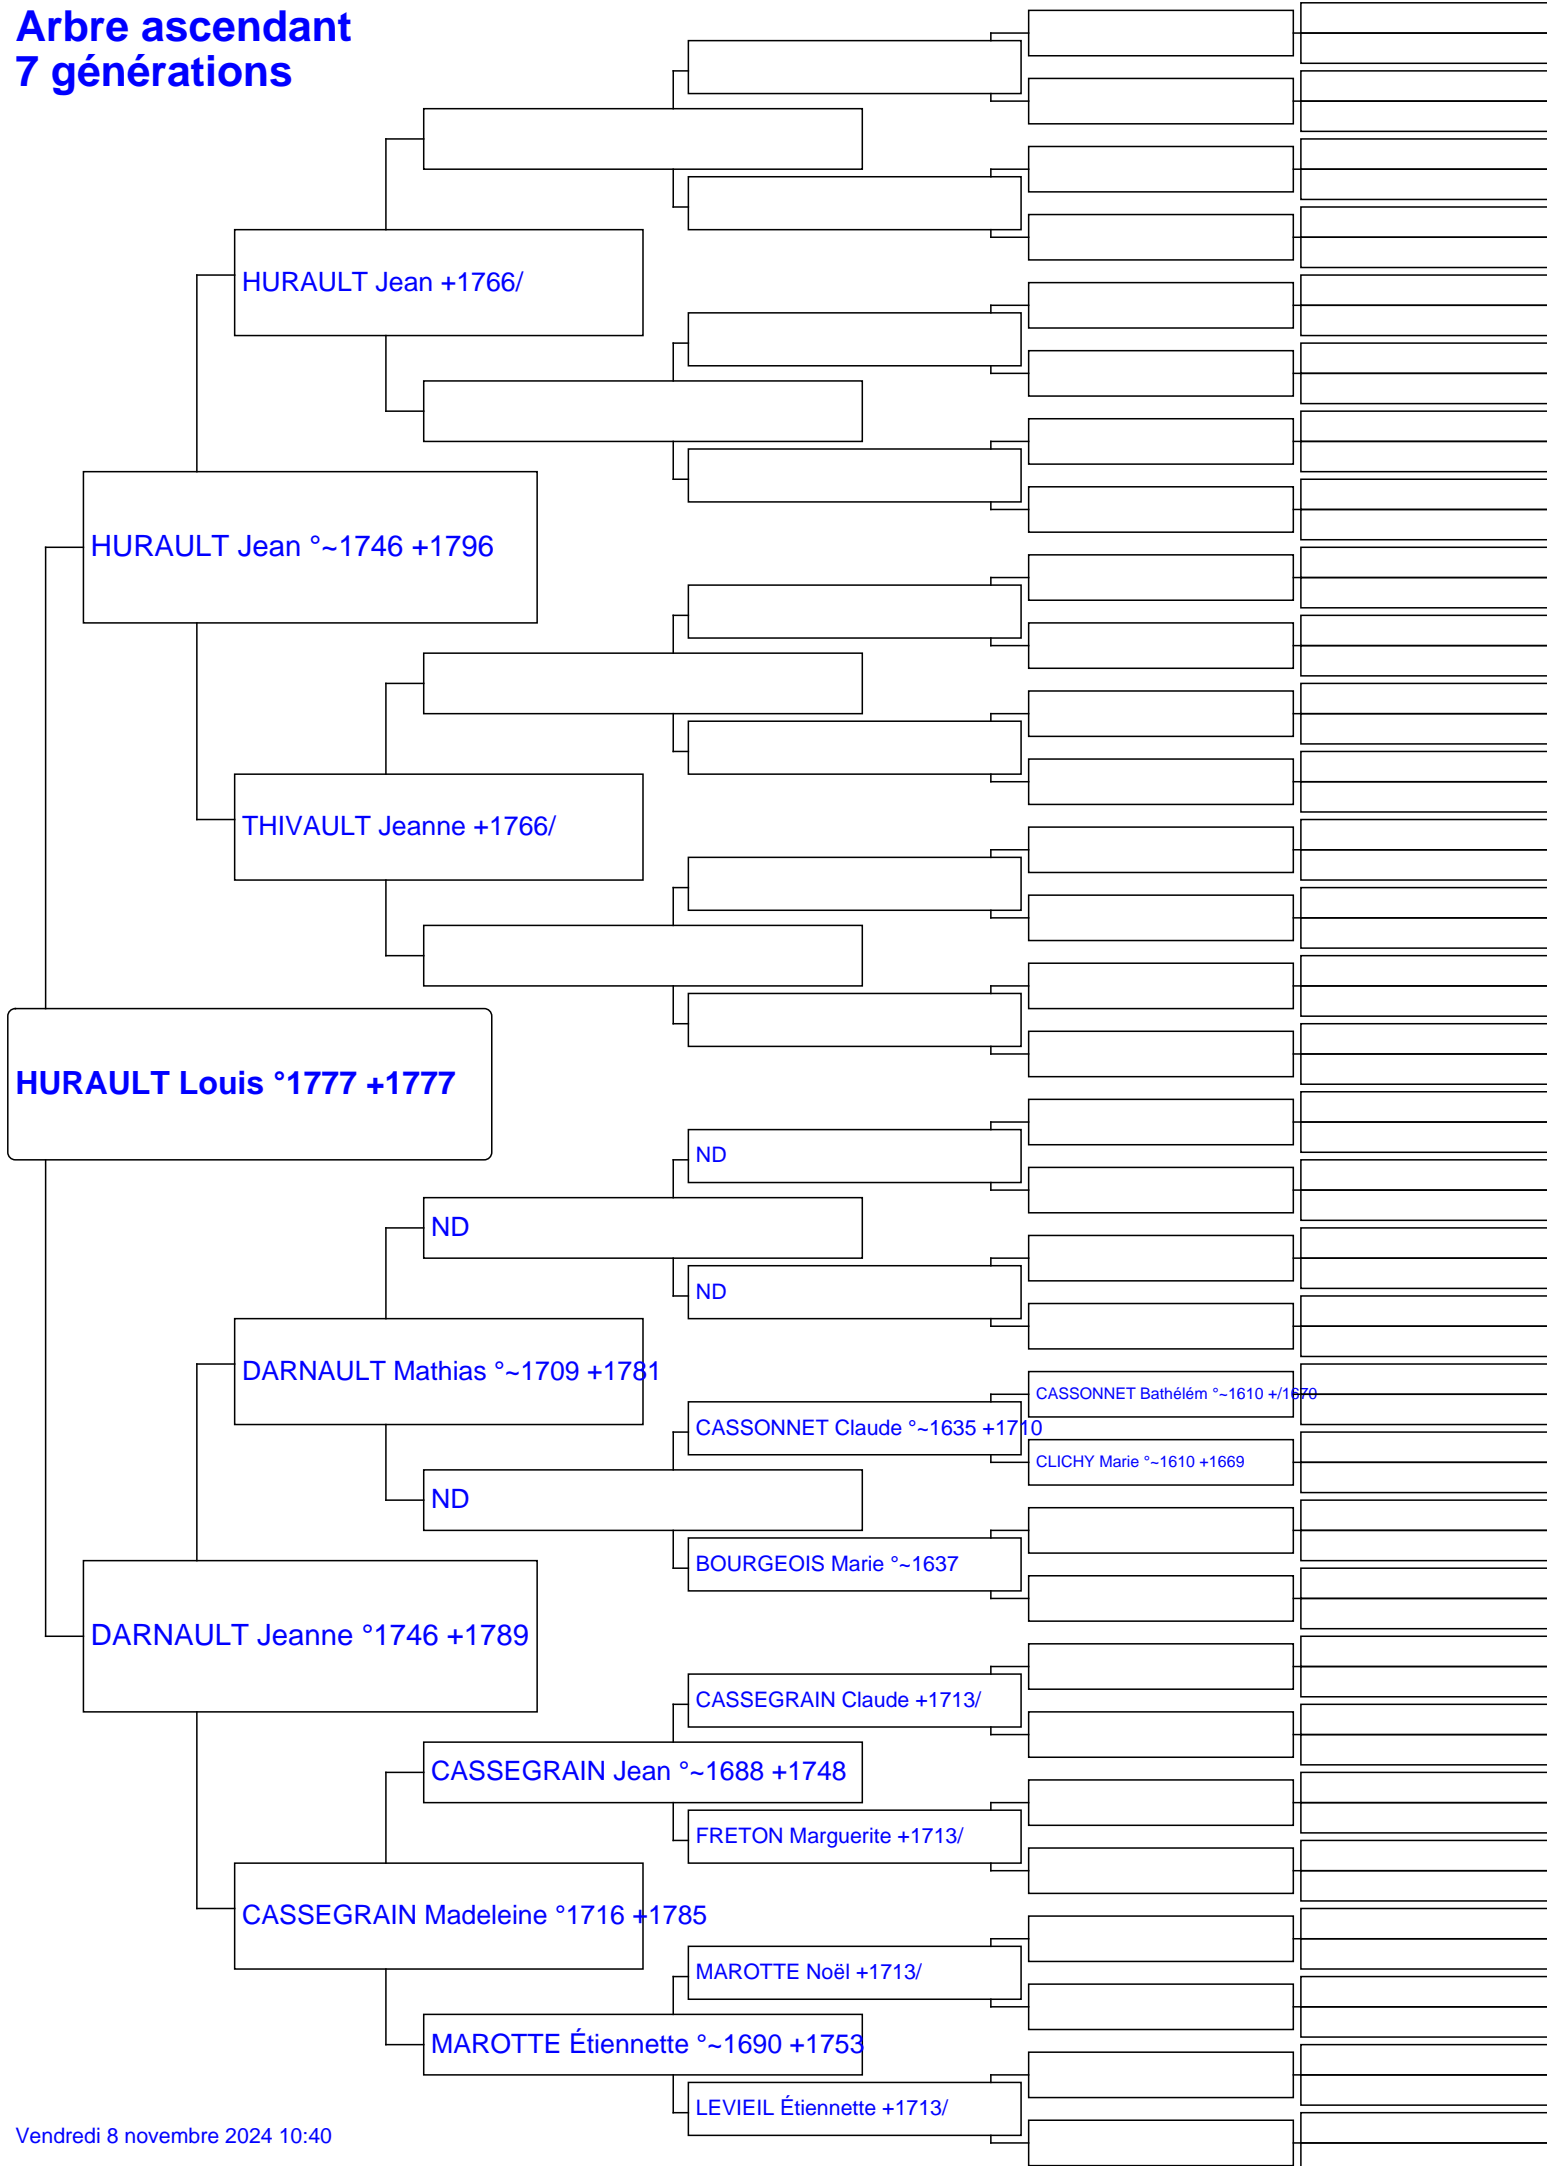 Arbre ascendant
7 générations
HURAULT Jean +1766/
HURAULT Jean °~1746 +1796
THIVAULT Jeanne +1766/
HURAULT Louis °1777 +1777
ND
ND
ND
DARNAULT Mathias °~1709 +1781
CASSONNET Bathélém °~1610 +/1670
CASSONNET Claude °~1635 +1710
CLICHY Marie °~1610 +1669
ND
BOURGEOIS Marie °~1637
DARNAULT Jeanne °1746 +1789
CASSEGRAIN Claude +1713/
CASSEGRAIN Jean °~1688 +1748
FRETON Marguerite +1713/
CASSEGRAIN Madeleine °1716 +1785
MAROTTE Noël +1713/
MAROTTE Étiennette °~1690 +1753
LEVIEIL Étiennette +1713/
Vendredi 8 novembre 2024 10:40